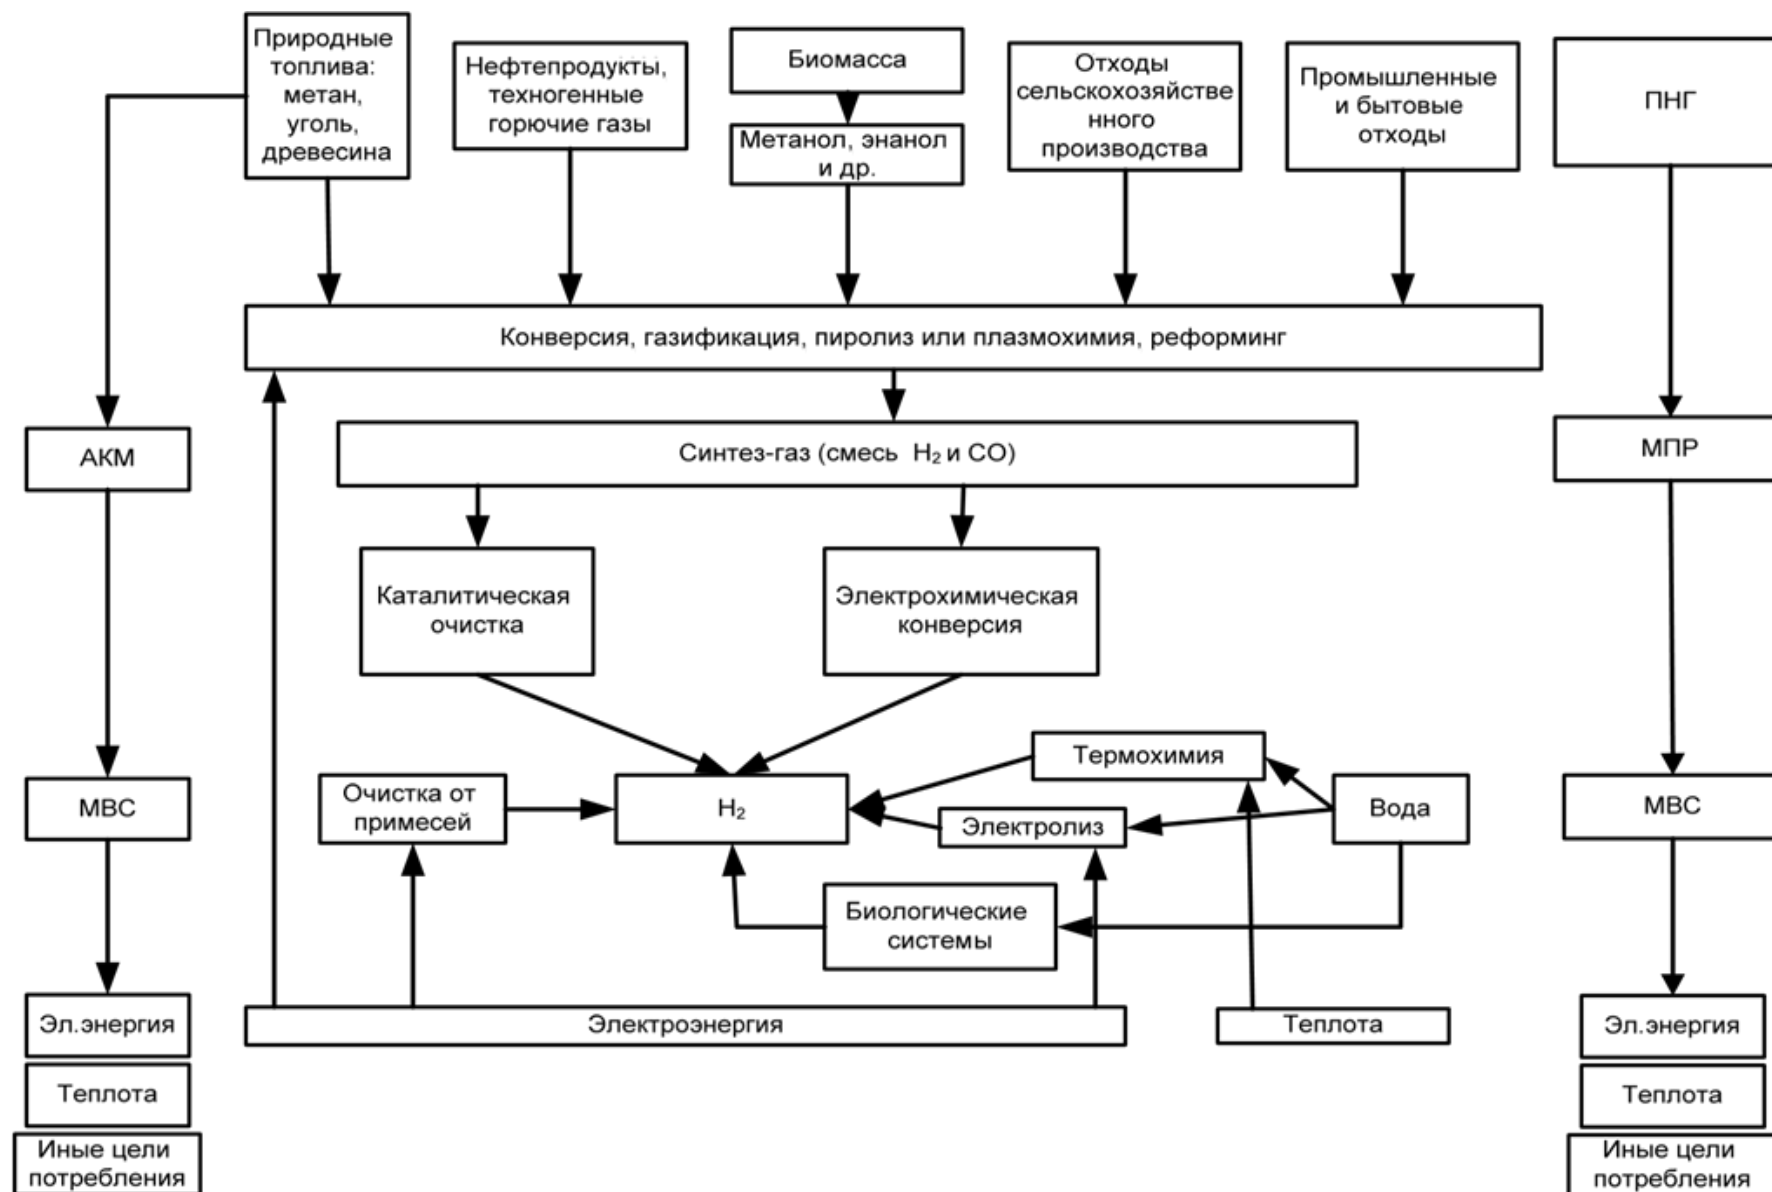 Природные
топлива:
метан,
уголь,
древесина
Нефтепродукты,
техногенные
горючие газы
Биомасса
Метанол, энанол
и др.
Отходы
сельскохозяйстве
нного
производства
Промышленные
и бытовые
отходы
ПНГ
Конверсия, газификация, пиролиз или плазмохимия, реформинг
АКМ
Синтез-газ (смесь H₂ и CO)
МПР
Каталитическая
очистка
Электрохимическая
конверсия
МВС
Очистка от
примесей
H₂
Термохимия
Электролиз
Вода
МВС
Биологические
системы
Эл.энергия
Электроэнергия
Теплота
Эл.энергия
Теплота
Теплота
Иные цели
потребления
Иные цели
потребления